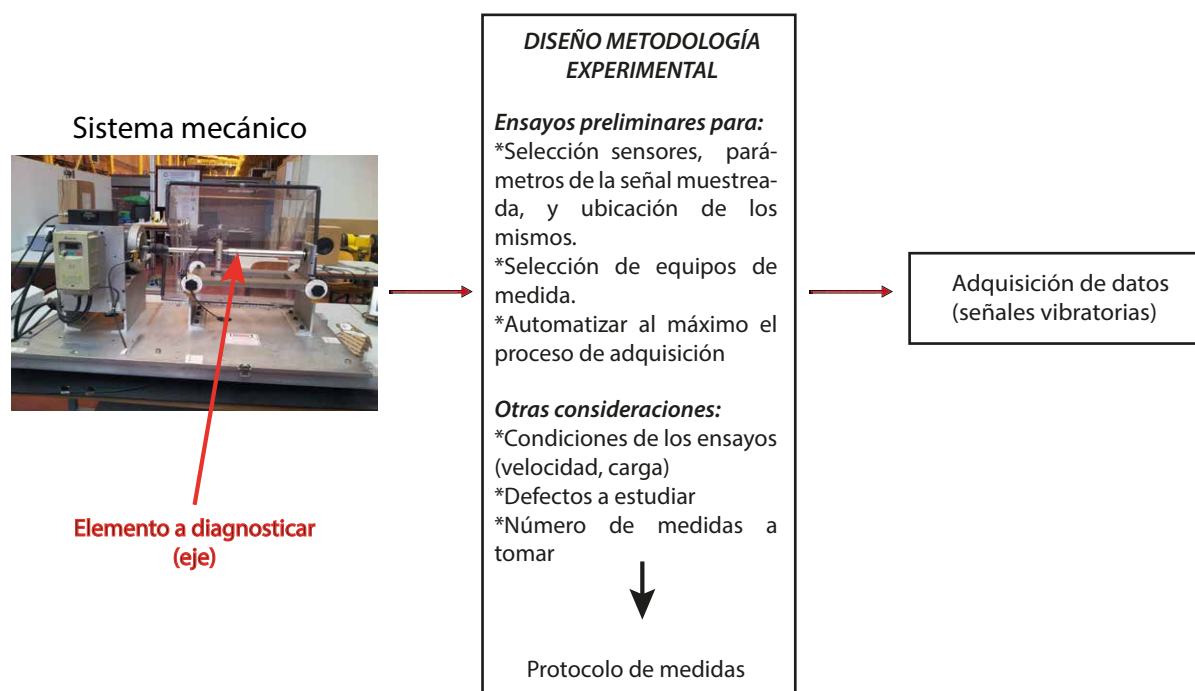 Sistema mecánico
Elemento a diagnosticar
(eje)
DISEÑO METODOLOGÍA
EXPERIMENTAL
Ensayos preliminares para:
*Selección sensores, pará-
metros de la señal muestrea-
da, y ubicación de los
mismos.
*Selección de equipos de
medida.
*Automatizar al máximo el
proceso de adquisición
Otras consideraciones:
*Condiciones de los ensayos
(velocidad, carga)
*Defectos a estudiar
*Número de medidas a
tomar
Protocolo de medidas
Adquisición de datos
(señales vibratorias)